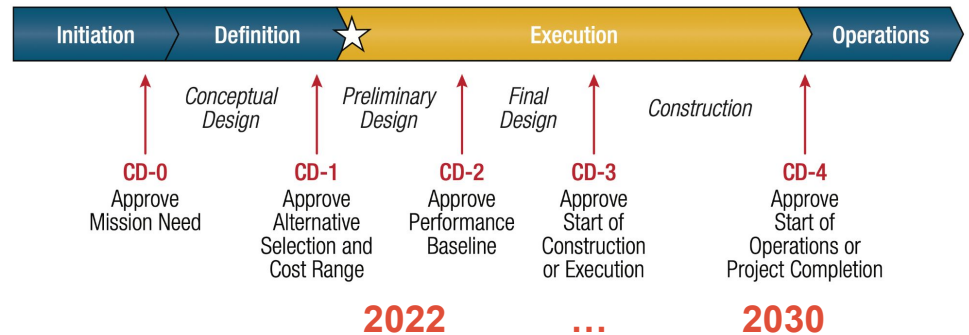 Initiation
Definition
Execution
Operations
Conceptual
Design
Preliminary
Design
Final
Design
Construction
CD-0
Approve
Mission Need
CD-1
Approve
Alternative
Selection and
Cost Range
CD-2
Approve
Performance
Baseline
CD-3
Approve
Start of
Construction
or Execution
CD-4
Approve
Start of
Operations or
Project Completion
2022 ... 2030